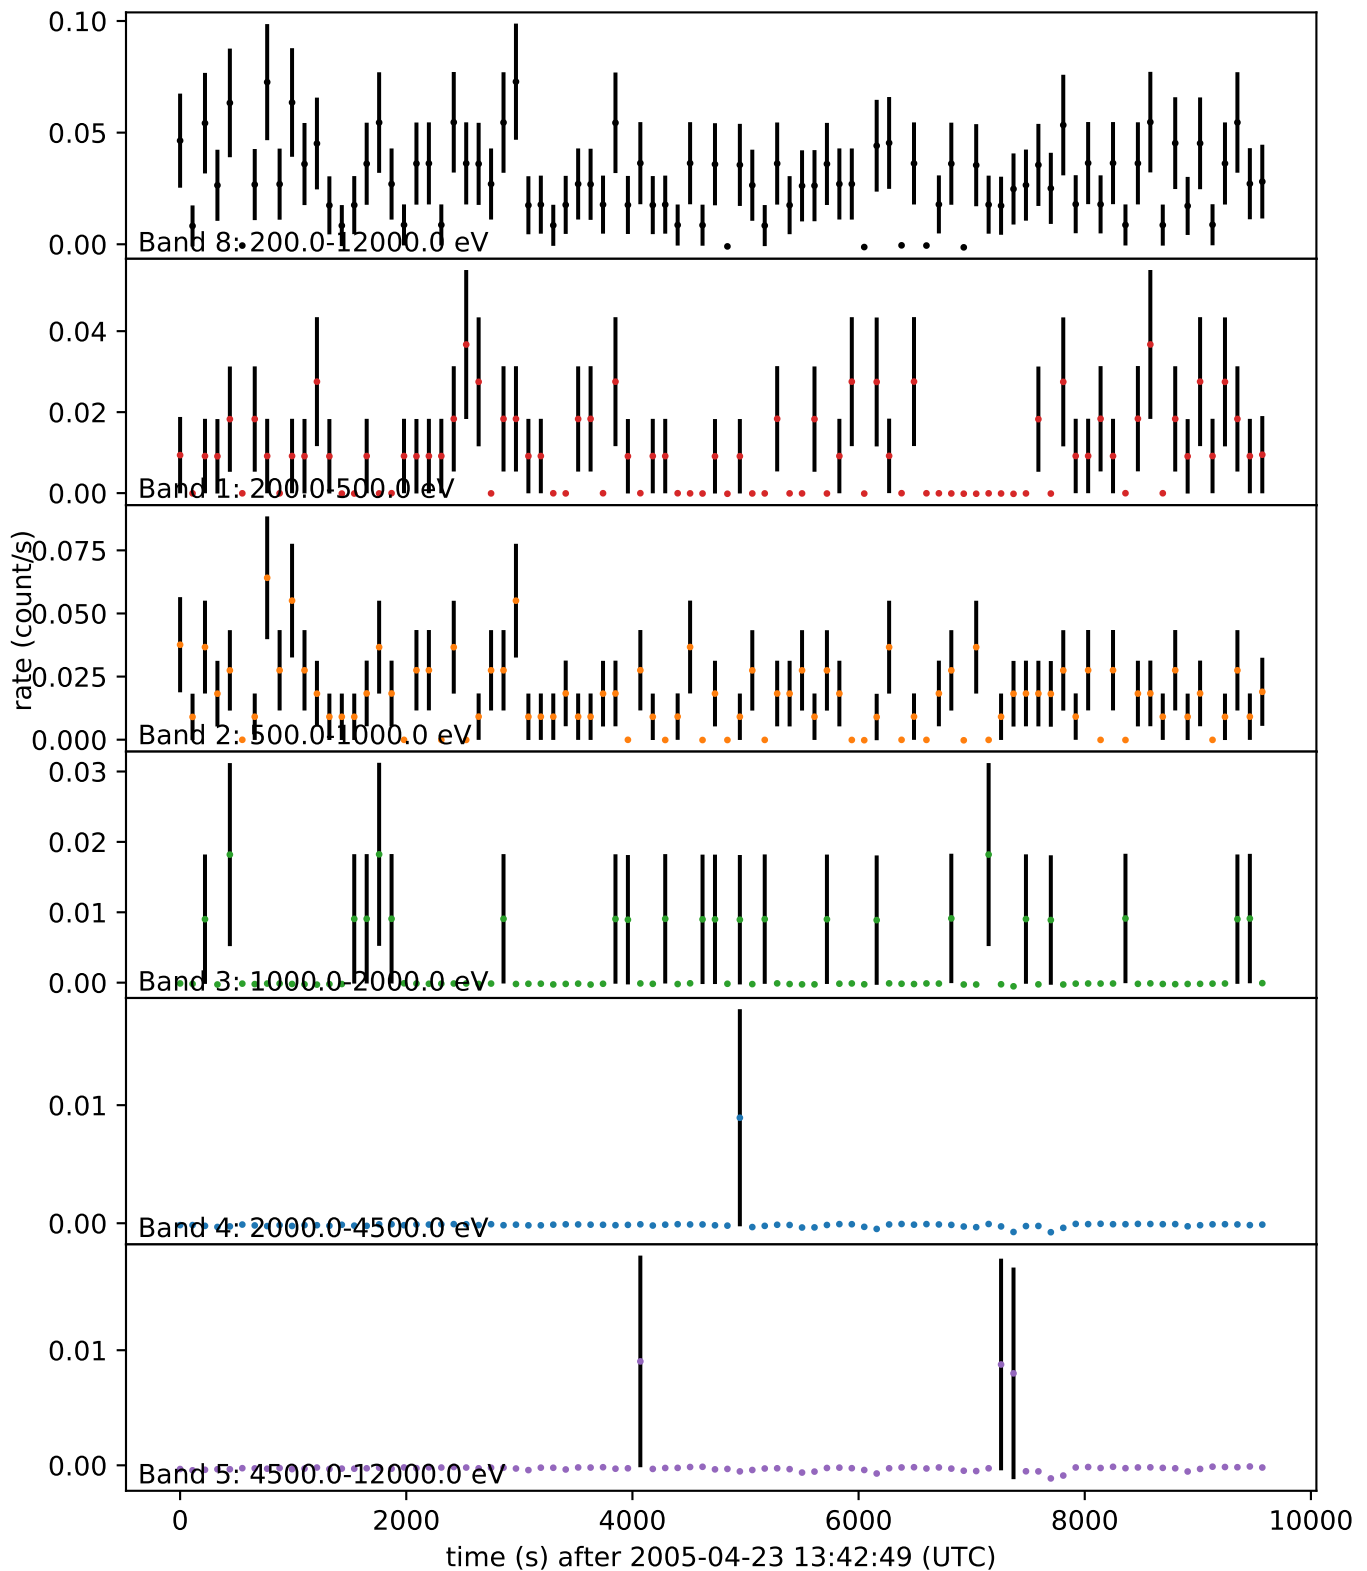 0.10
0.05
0.00
Band 8: 200.0-12000.0 eV
0.04
0.02
0.00
Band 1: 200.0-500.0 eV
rate (count/s)
0.075
0.050
0.025
0.000
Band 2: 500.0-1000.0 eV
0.03
0.02
0.01
0.00
Band 3: 1000.0-2000.0 eV
0.01
0.00
Band 4: 2000.0-4500.0 eV
0.01
0.00
Band 5: 4500.0-12000.0 eV
0 2000 4000 6000 8000 10000
time (s) after 2005-04-23 13:42:49 (UTC)